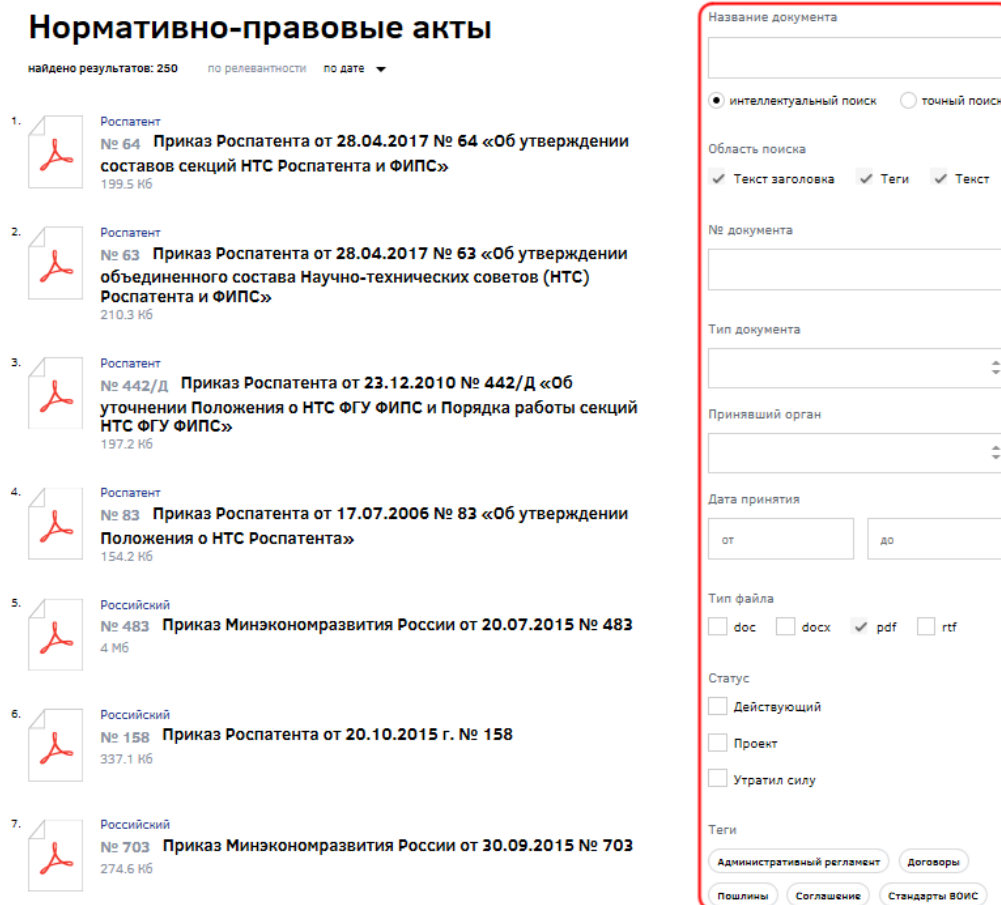 Нормативно-правовые акты
найдено результатов: 250 по релевантности по дате
1. Роспатент
№ 64 Приказ Роспатента от 28.04.2017 № 64 «Об утверждении
составов секций НТС Роспатента и ФИПС»
199.5 Кб
2. Роспатент
№ 63 Приказ Роспатента от 28.04.2017 № 63 «Об утверждении
объединенного состава Научно-технических советов (НТС)
Роспатента и ФИПС»
210.3 Кб
3. Роспатент
№ 442/Д Приказ Роспатента от 23.12.2010 № 442/Д «Об
уточнении Положения о НТС ФГУ ФИПС и Порядка работы секций
НТС ФГУ ФИПС»
197.2 Кб
4. Роспатент
№ 83 Приказ Роспатента от 17.07.2006 № 83 «Об утверждении
Положения о НТС Роспатента»
154.2 Кб
5. Российский
№ 483 Приказ Минэкономразвития России от 20.07.2015 № 483
4 Мб
6. Российский
№ 158 Приказ Роспатента от 20.10.2015 г. № 158
337.1 Кб
7. Российский
№ 703 Приказ Минэкономразвития России от 30.09.2015 № 703
274.6 Кб
Название документа
интеллектуальный поиск точный поиск
Область поиска
Текст заголовка Теги Текст
№ документа
Тип документа
Принявший орган
Дата принятия
от до
Тип файла
doc docx pdf rtf
Статус
Действующий
Проект
Утратил силу
Теги
Административный регламент Договоры
Пошлины Соглашение Стандарты ВОИС